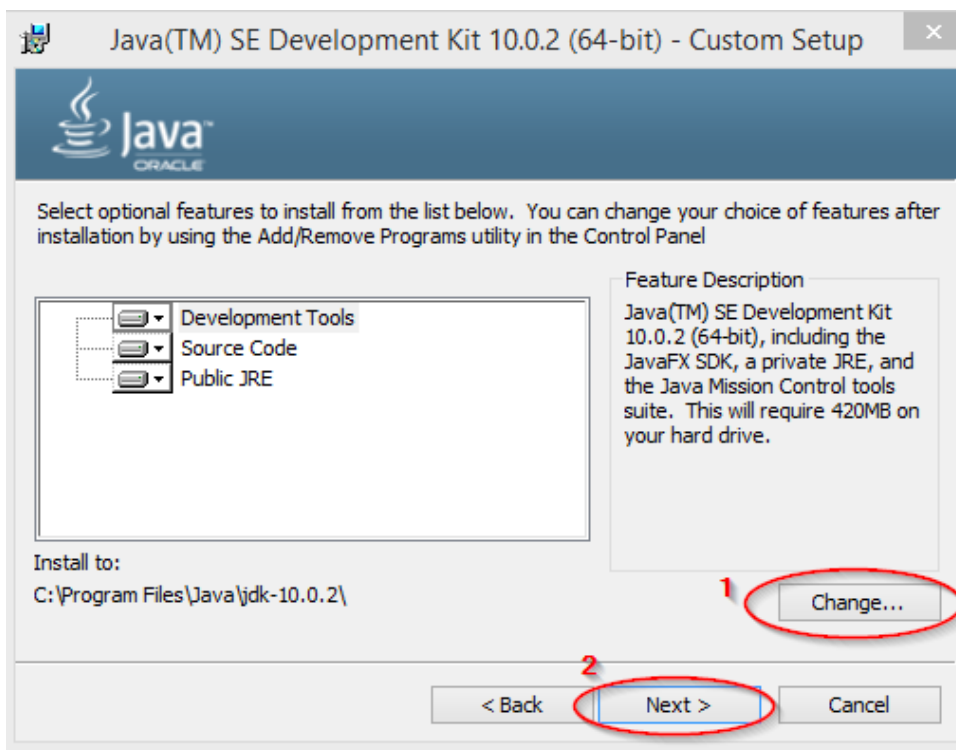 Java(TM) SE Development Kit 10.0.2 (64-bit) - Custom Setup
Java™
ORACLE
Select optional features to install from the list below. You can change your choice of features after
installation by using the Add/Remove Programs utility in the Control Panel
Development Tools
Source Code
Public JRE
Feature Description
Java(TM) SE Development Kit
10.0.2 (64-bit), including the
JavaFX SDK, a private JRE, and
the Java Mission Control tools
suite. This will require 420MB on
your hard drive.
Install to:
C:\Program Files\Java\jdk-10.0.2\
1
Change...
2
< Back
Next >
Cancel